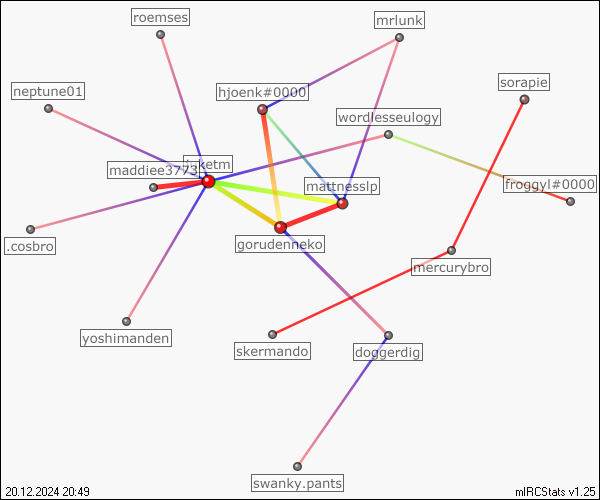 roemses
mrlunk
sorapie
neptune01
hjoenk#0000
wordlesseulogy
maddiee3773
mattnesslp
froggyl#0000
.cosbro
gorudenneko
mercurybro
yoshimanden
skermando
doggerdig
swanky.pants
20.12.2024 20:49
mIRCStats v1.25